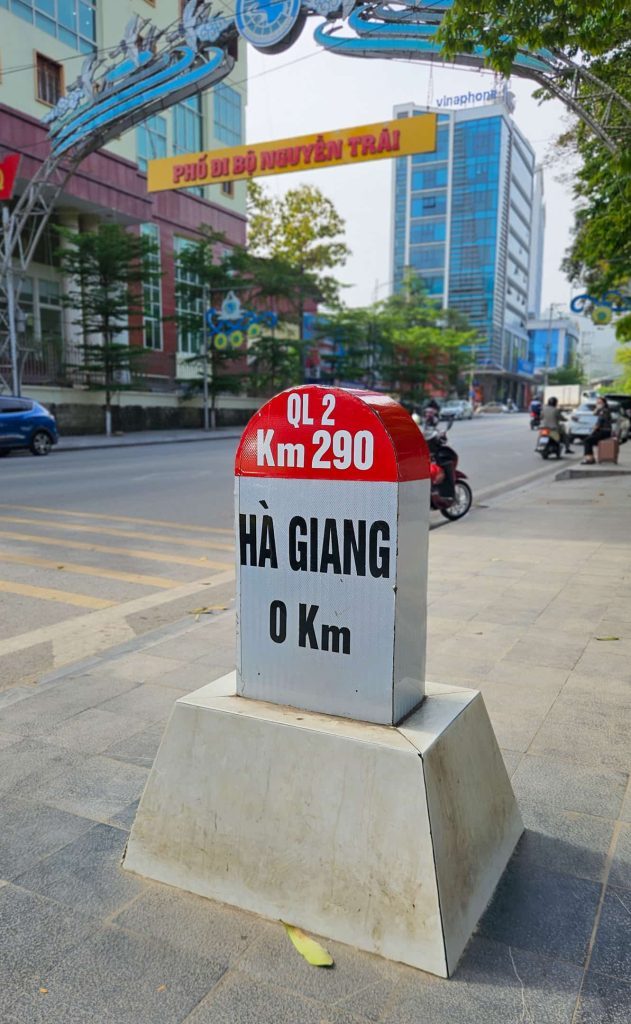 vinaphone
PHỐ ĐI BỘ NGUYỄN TRÃI
QL 2
Km 290
HÀ GIANG
0 Km